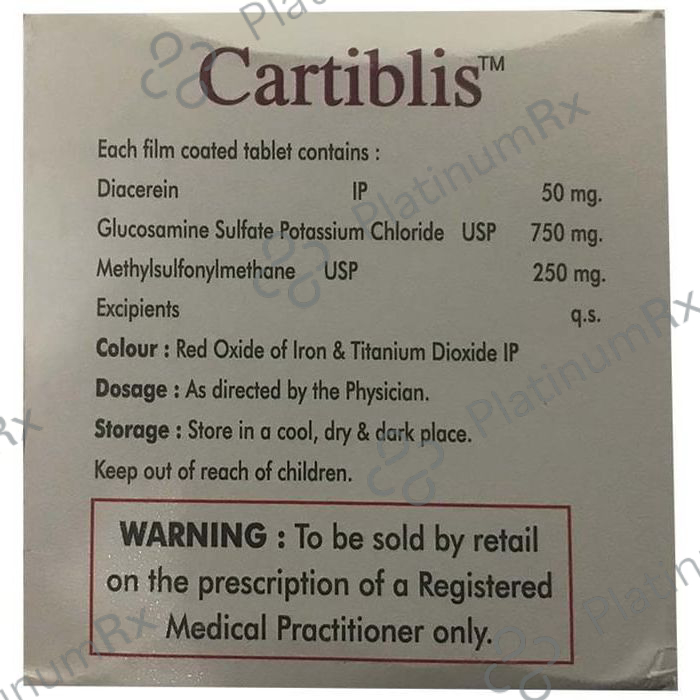 Cartiblis™
Each film coated tablet contains :
Diacerein IP 50 mg.
Glucosamine Sulfate Potassium Chloride USP 750 mg.
Methylsulfonylmethane USP 250 mg.
Excipients q.s.
Colour : Red Oxide of Iron & Titanium Dioxide IP
Dosage : As directed by the Physician.
Storage : Store in a cool, dry & dark place.
Keep out of reach of children.
WARNING : To be sold by retail
on the prescription of a Registered
Medical Practitioner only.
PlatinumRx
PlatinumRx